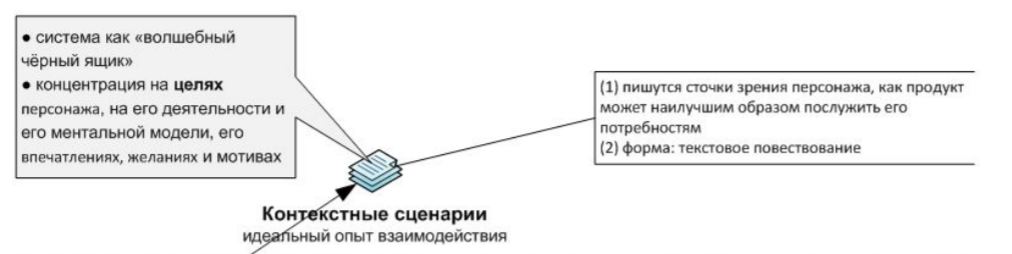 ● система как «волшебный
чёрный ящик»
● концентрация на целях
персонажа, на его деятельности и
его ментальной модели, его
впечатлениях, желаниях и мотивах
(1) пишутся сточки зрения персонажа, как продукт
может наилучшим образом послужить его
потребностям
(2) форма: текстовое повествование
Контекстные сценарии
идеальный опыт взаимодействия